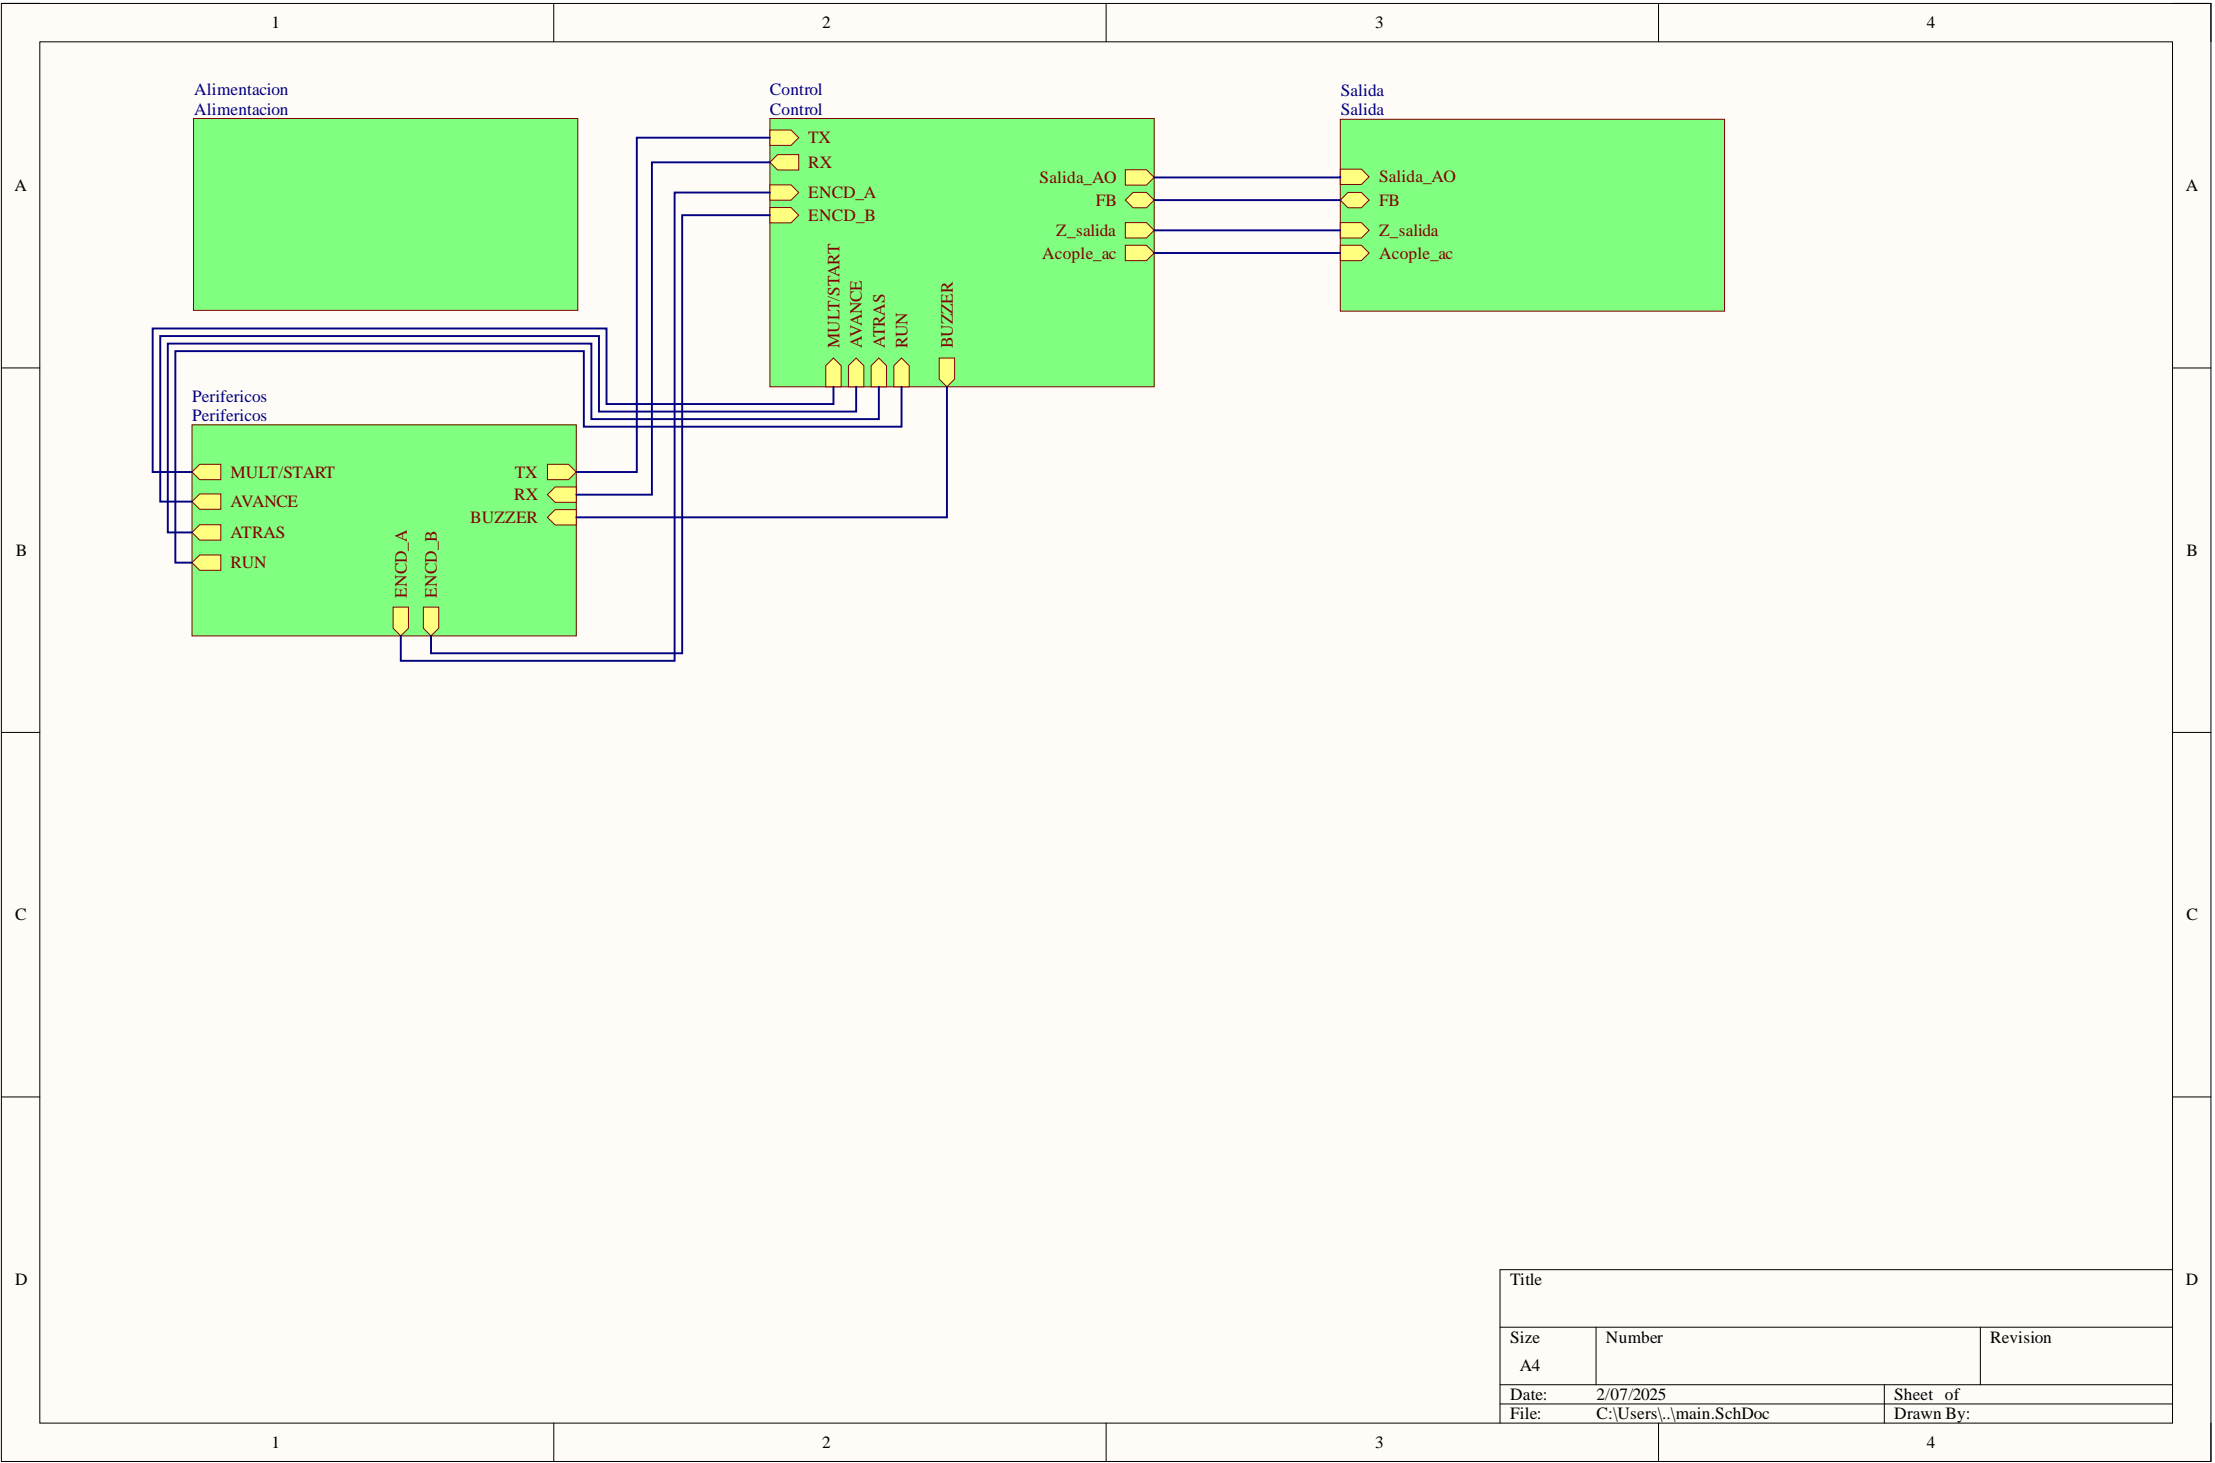 1
2
3
4
A
A
Alimentacion
Alimentacion
Control
Control
TX
RX
ENCD_A
ENCD_B
Salida_AO
FB
Z_salida
Acople_ac
MULT/START
AVANCE
ATRAS
RUN
BUZZER
Salida
Salida
Salida_AO
FB
Z_salida
Acople_ac
B
B
Perifericos
Perifericos
MULT/START
AVANCE
ATRAS
RUN
TX
RX
BUZZER
ENCD_A
ENCD_B
C
C
D
D
Title
Size
Number
Revision
A4
Date: 2/07/2025 Sheet of
File: C:\Users\..\main.SchDoc Drawn By:
1
2
3
4